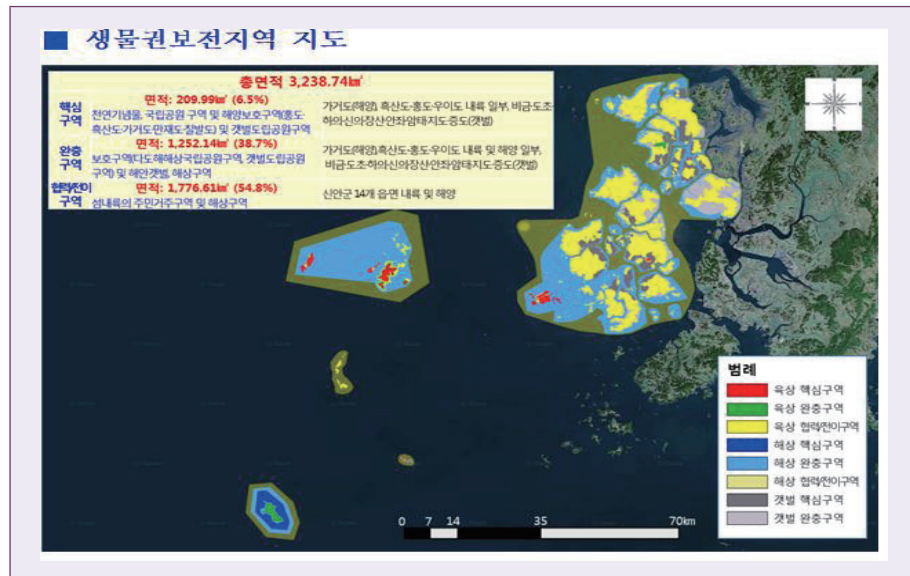 ■ 생물권보전지역 지도
총면적 3,238.74㎢
핵심
구역
면적: 209.99㎢ (6.5%)
천연기념물, 국립공원 구역 및 해양보호구역(홍도·
흑산도·가거도·만재도·칠발도) 및 갯벌도립공원구역
가거도(해양), 흑산도·홍도·우이도 내륙 일부, 비금도초·
하의신의장산안좌암태지도증도(갯벌)
완충
구역
면적: 1,252.14㎢ (38.7%)
보호구역(다도해해상국립공원구역, 갯벌도립공원
구역) 및 해안갯벌, 해상구역
가거도(해양), 흑산도·홍도·우이도 내륙 및 해양 일부,
비금도초·하의신의장산안좌암태지도증도(갯벌)
협력/전이
구역
면적: 1,776.61㎢ (54.8%)
섬내륙의 주민거주구역 및 해상구역
신안군 14개 읍면 내륙 및 해양
범례
육상 핵심구역
육상 완충구역
육상 협력/전이구역
해상 핵심구역
해상 완충구역
해상 협력/전이구역
갯벌 핵심구역
갯벌 완충구역
0 7 14 35 70km